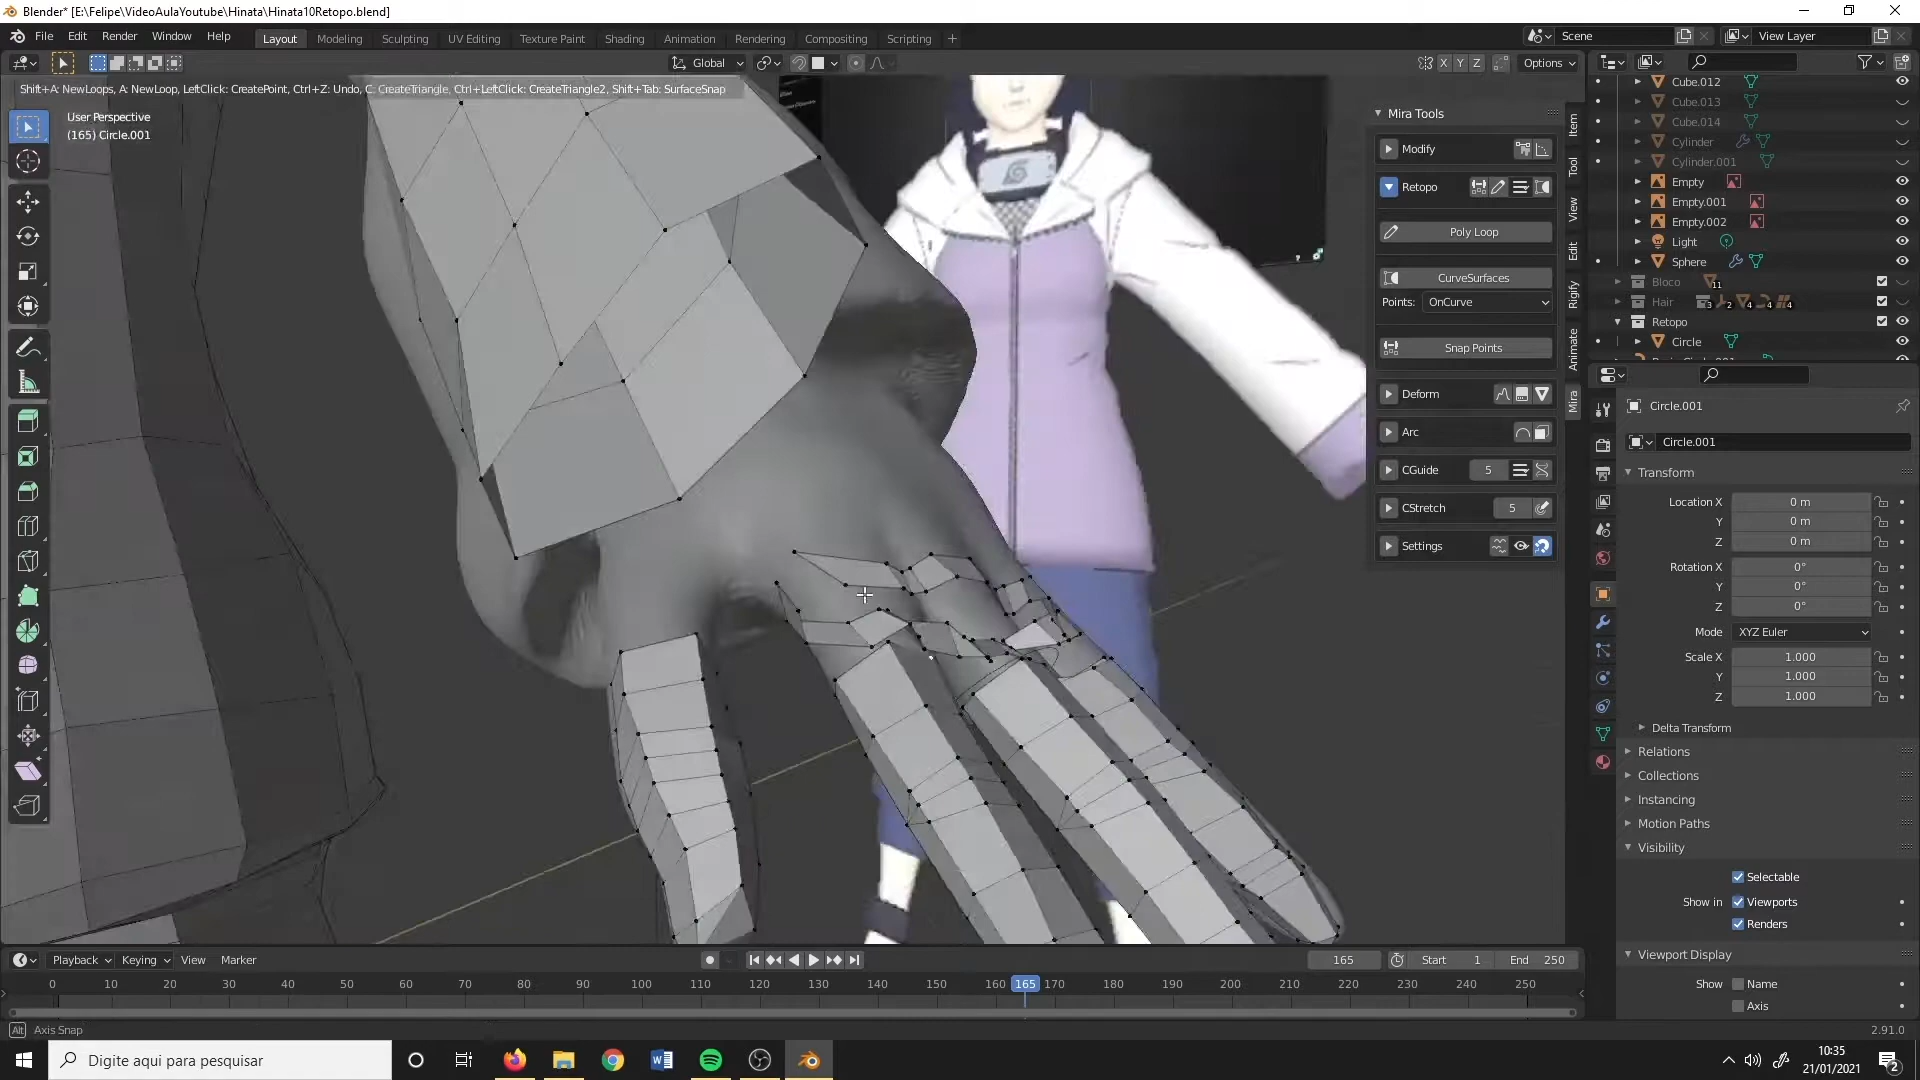 Blender* [E:\Felipe\VideoAulaYoutube\Hinata\Hinata10Retopo.blend]
File Edit Render Window Help Layout Modeling Sculpting UV Editing Texture Paint Shading Animation Rendering Compositing Scripting + Scene View Layer
Global X Y Z Options
Shift+A: NewLoops, A: NewLoop, LeftClick: CreatePoint, Ctrl+Z: Undo, C: CreateTriangle, Ctrl+LeftClick: CreateTriangle2, Shift+Tab: SurfaceSnap
User Perspective
(165) Circle.001
Mira Tools
Modify
Retopo
Poly Loop
CurveSurfaces
Points: OnCurve
Snap Points
Deform
Arc
CGuide 5
CStretch 5
Settings
Item
Tool
View
Edit
Rigify
Animate
Mira
Cube.012
Cube.013
Cube.014
Cylinder
Cylinder.001
Empty
Empty.001
Empty.002
Light
Sphere
Bloco 11
Hair 3 2 4 4 4
Retopo
Circle
Circle.001
Circle.001
Transform
Location X 0 m
Y 0 m
Z 0 m
Rotation X 0°
Y 0°
Z 0°
Mode XYZ Euler
Scale X 1.000
Y 1.000
Z 1.000
Delta Transform
Relations
Collections
Instancing
Motion Paths
Visibility
Selectable
Show in Viewports
Renders
Viewport Display
Show Name
Axis
Playback Keying View Marker 165 Start 1 End 250
0 10 20 30 40 50 60 70 80 90 100 110 120 130 140 150 160 165 170 180 190 200 210 220 230 240 250
Alt Axis Snap 2.91.0
Digite aqui para pesquisar
10:35
21/01/2021
2